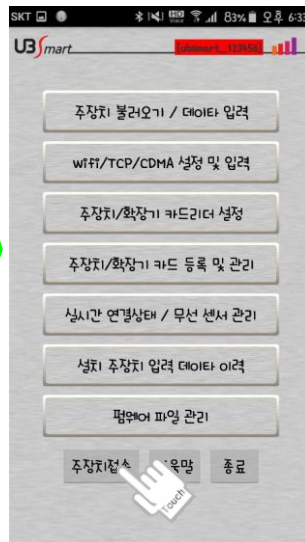 SKT 83% 오후 6:33
UBSmart [ubsmart_123456]
주장치 불러오기 / 데이타 입력
WIFI/TCP/CDMA 설정 및 입력
주장치/확장기 카드리더 설정
주장치/확장기 카드 등록 및 관리
실시간 연결상태 / 무선 센서 관리
설치 주장치 입력 데이타 이력
펌웨어 파일 관리
주장치접속 종료
Touch